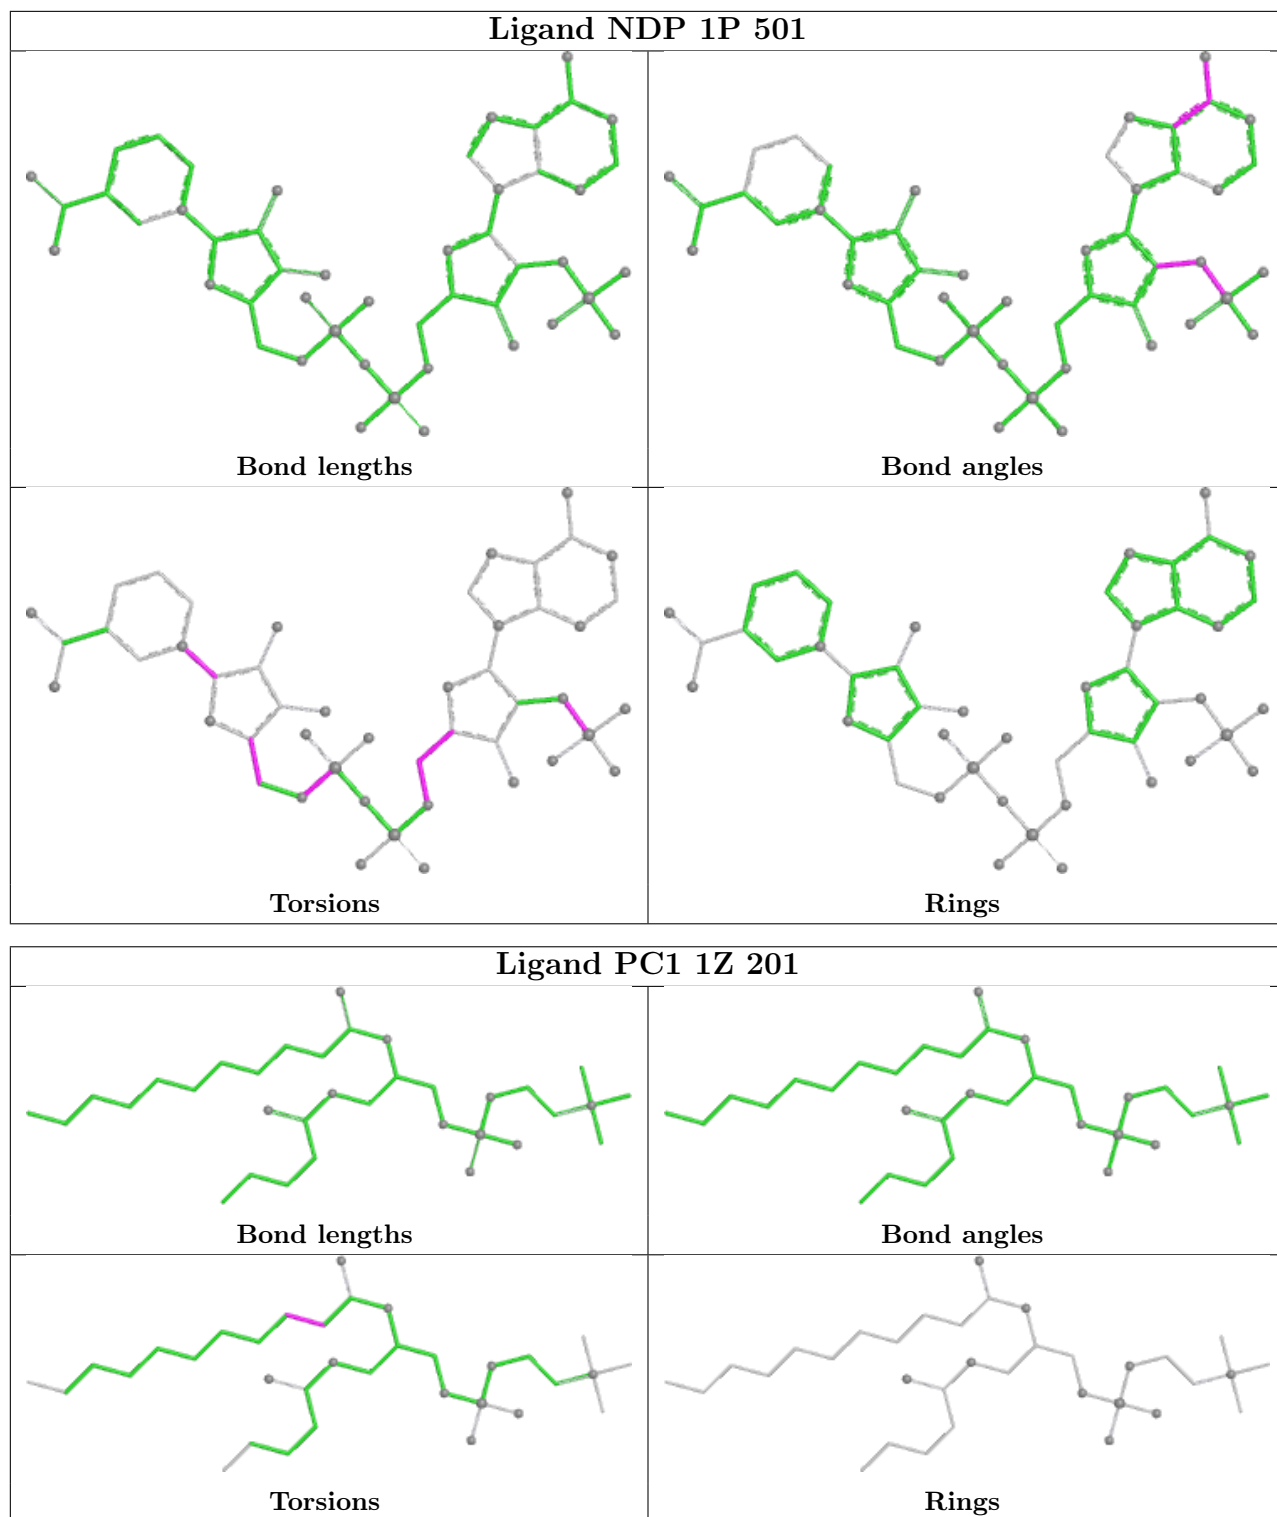 Ligand NDP 1P 501
Bond lengths
Bond angles
Torsions
Rings
Ligand PC1 1Z 201
Bond lengths
Bond angles
Torsions
Rings